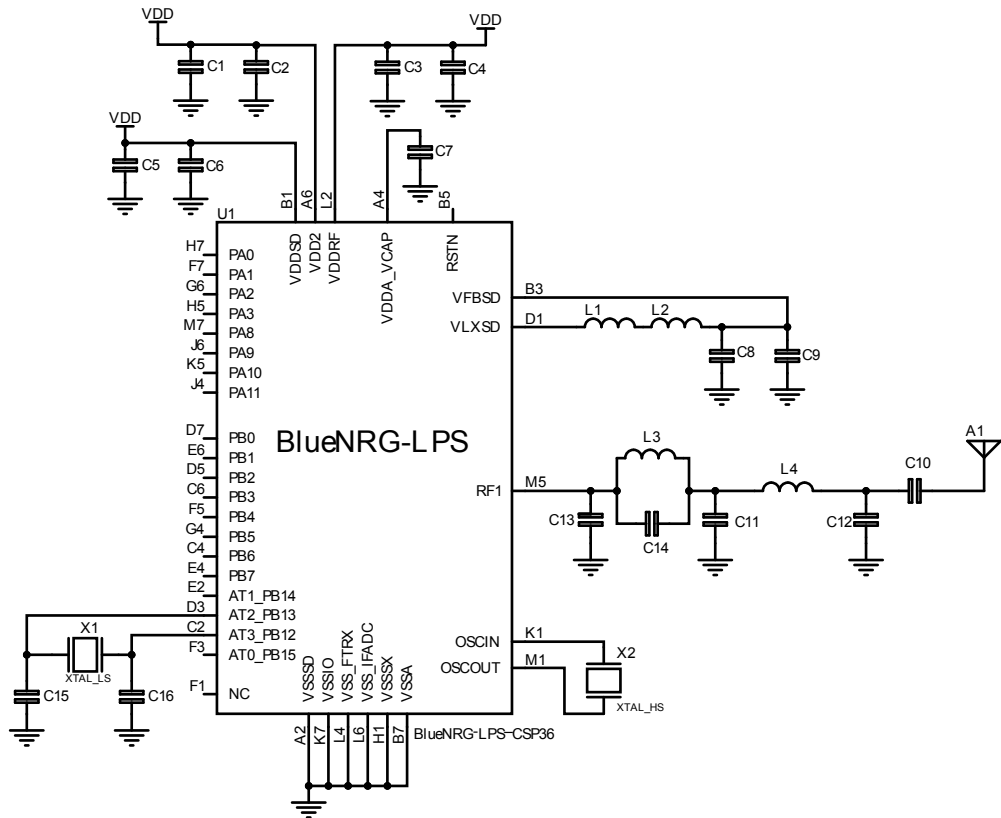 VDD
VDD
C1
C2
C3
C4
VDD
C5
C6
C7
B1
A6
L2
A4
B5
U1
VDDSD
VDD2
VDDRF
VDDA_VCAP
RSTN
H7 PA0
F7 PA1
G6 PA2
H5 PA3
M7 PA8
J6 PA9
K5 PA10
J4 PA11
VFBSD B3
VLXSD D1
L1
L2
C8
C9
D7 PB0
E6 PB1
D5 PB2
C6 PB3
F5 PB4
G4 PB5
C4 PB6
E4 PB7
E2 AT1_PB14
D3 AT2_PB13
C2 AT3_PB12
F3 AT0_PB15
F1 NC
BlueNRG-LPS
RF1 M5
L3
C13
C14
C11
L4
C12
C10
A1
X1
XTAL_LS
C15
C16
OSCIN K1
OSCOUT M1
X2
XTAL_HS
VSSSD
VSSIO
VSS_FTRX
VSS_IFADC
VSSSX
VSSA
A2
K7
L4
L6
H1
B7
BlueNRG-LPS-CSP36